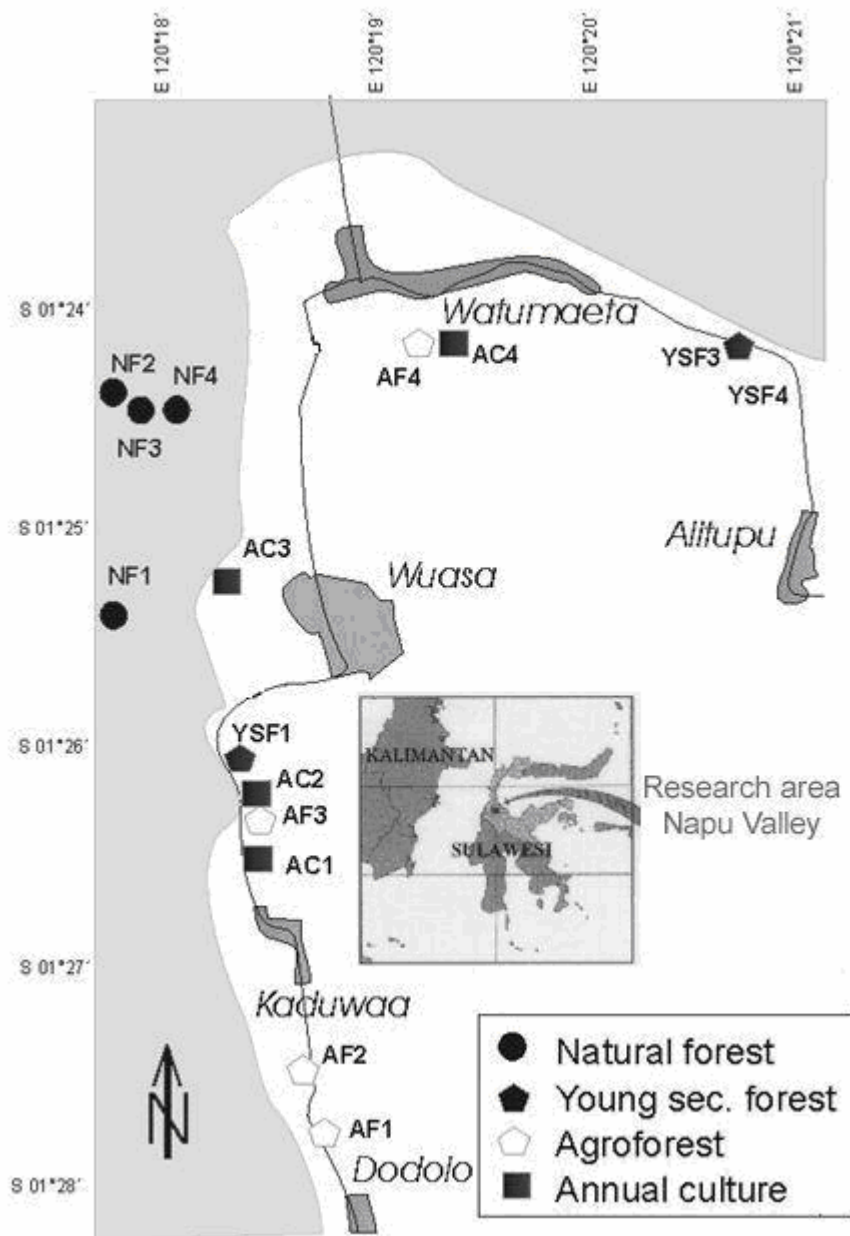 E 120°18´
E 120°19´
E 120°20´
E 120°21´
S 01°24´
Watumaeta
AF4
AC4
YSF3
YSF4
NF2
NF4
NF3
S 01°25´
AC3
Alitupu
NF1
Wuasa
S 01°26´
YSF1
AC2
AF3
AC1
KALIMANTAN
SULAWESI
Research area
Napu Valley
S 01°27´
Kaduwaa
AF2
AF1
Dodolo
S 01°28´
N
Natural forest
Young sec. forest
Agroforest
Annual culture